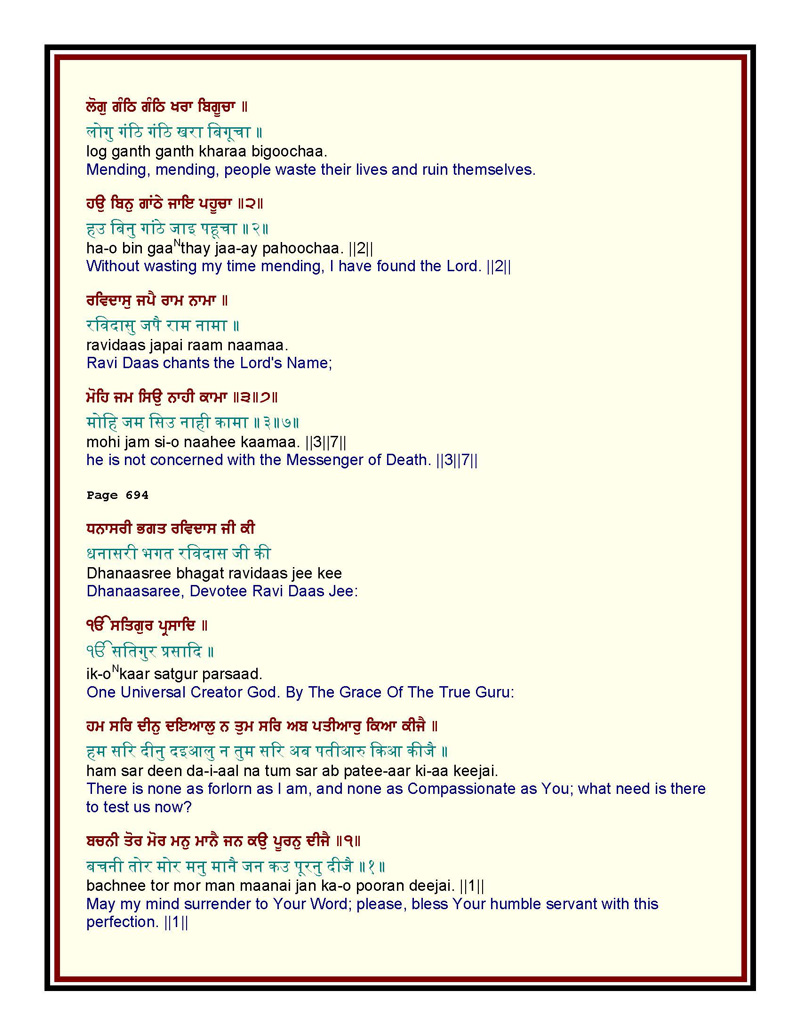 ਲੋਗੁ ਗੰਠਿ ਗੰਠਿ ਖਰਾ ਬਿਗੂਚਾ ॥
लोगु गंठि गंठि खरा बिगूचा ॥
log ganth ganth kharaa bigoochaa.
Mending, mending, people waste their lives and ruin themselves.
ਹਉ ਬਿਨੁ ਗਾਂਠੇ ਜਾਇ ਪਹੂਚਾ ॥੨॥
हउ बिनु गांठे जाइ पहूचा ॥२॥
ha-o bin gaaNthay jaa-ay pahoochaa. ||2||
Without wasting my time mending, I have found the Lord. ||2||
ਰਵਿਦਾਸੁ ਜਪੈ ਰਾਮ ਨਾਮਾ ॥
रविदासु जपै राम नामा ॥
ravidaas japai raam naamaa.
Ravi Daas chants the Lord's Name;
ਮੋਹਿ ਜਮ ਸਿਉ ਨਾਹੀ ਕਾਮਾ ॥੩॥੭॥
मोहि जम सिउ नाही कामा ॥३॥७॥
mohi jam si-o naahee kaamaa. ||3||7||
he is not concerned with the Messenger of Death. ||3||7||
Page 694
ਧਨਾਸਰੀ ਭਗਤ ਰਵਿਦਾਸ ਜੀ ਕੀ
धनासरी भगत रविदास जी की
Dhanaasree bhagat ravidaas jee kee
Dhanaasaree, Devotee Ravi Daas Jee:
ੴ ਸਤਿਗੁਰ ਪ੍ਰਸਾਦਿ ॥
ੴ सतिगुर प्रसादि ॥
ik-oNkaar satgur parsaad.
One Universal Creator God. By The Grace Of The True Guru:
ਹਮ ਸਰਿ ਦੀਨੁ ਦਇਆਲੁ ਨ ਤੁਮ ਸਰਿ ਅਬ ਪਤੀਆਰੁ ਕਿਆ ਕੀਜੈ ॥
हम सरि दीनु दइआलु न तुम सरि अब पतीआरु किआ कीजै ॥
ham sar deen da-i-aal na tum sar ab patee-aar ki-aa keejai.
There is none as forlorn as I am, and none as Compassionate as You; what need is there
to test us now?
ਬਚਨੀ ਤੋਰ ਮੋਰ ਮਨੁ ਮਾਨੈ ਜਨ ਕਉ ਪੂਰਨੁ ਦੀਜੈ ॥੧॥
बचनी तोर मोर मनु मानै जन कउ पूरनु दीजै ॥१॥
bachnee tor mor man maanai jan ka-o pooran deejai. ||1||
May my mind surrender to Your Word; please, bless Your humble servant with this
perfection. ||1||